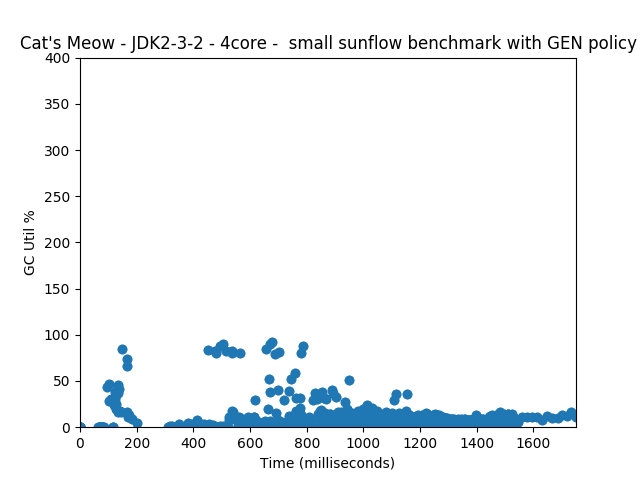 Cat's Meow - JDK2-3-2 - 4core -  small sunflow benchmark with GEN policy
400
350
300
250
200
150
100
50
0
GC Util %
0 200 400 600 800 1000 1200 1400 1600
Time (milliseconds)